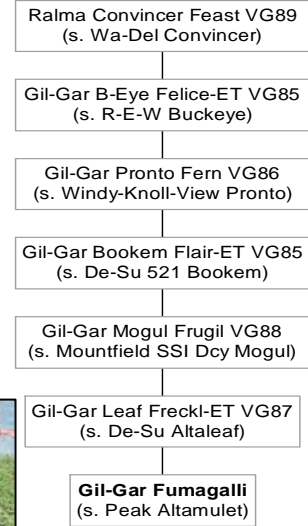 Ralma Convincer Feast VG89
(s. Wa-Del Convincer)
Gil-Gar B-Eye Felice-ET VG85
(s. R-E-W Buckeye)
Gil-Gar Pronto Fern VG86
(s. Windy-Knoll-View Pronto)
Gil-Gar Bookem Flair-ET VG85
(s. De-Su 521 Bookem)
Gil-Gar Mogul Frugil VG88
(s. Mountfield SSI Dcy Mogul)
Gil-Gar Leaf Freckl-ET VG87
(s. De-Su Altaleaf)
Gil-Gar Fumagalli
(s. Peak Altamulet)